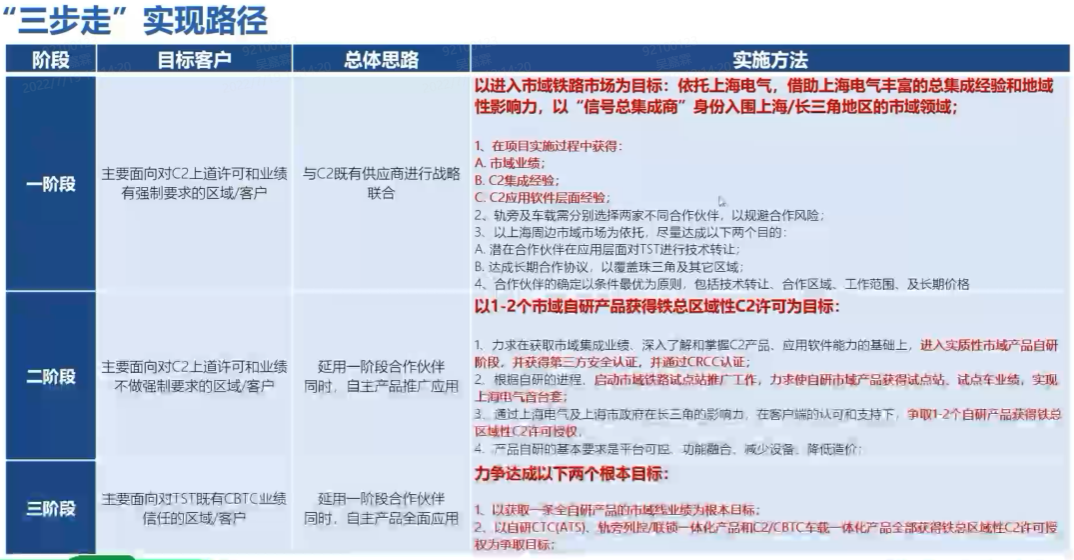 “三步走”实现路径
阶段
目标客户
总体思路
实施方法
一阶段
主要面向对C2上道许可和业绩
有强制要求的区域/客户
与C2既有供应商进行战略
联合
以进入市域铁路市场为目标：依托上海电气，借助上海电气丰富的总集成经验和地域
性影响力，以“信号总集成商”身份入围上海/长三角地区的市域领域；
1、在项目实施过程中获得：
A. 市域业绩；
B. C2集成经验；
C. C2应用软件层面经验；
2、轨旁及车载需分别选择两家不同合作伙伴，以规避合作风险；
3、以上海周边市域市场为依托，尽量达成以下两个目的：
A. 潜在合作伙伴在应用层面对TST进行技术转让；
B. 达成长期合作协议，以覆盖珠三角及其它区域；
4、合作伙伴的确定以条件最优为原则，包括技术转让、合作区域、工作范围、及长期价格
二阶段
主要面向对C2上道许可和业绩
不做强制要求的区域/客户
延用一阶段合作伙伴
同时，自主产品推广应用
以1-2个市域自研产品获得铁总区域性C2许可为目标：
1、力求在获取市域集成业绩、深入了解和掌握C2产品、应用软件能力的基础上，进入实质性市域产品自研
阶段，并获得第三方安全认证，并通过CRCC认证；
2、根据自研的进程，启动市域铁路试点站推广工作，力求使自研市域产品获得试点站、试点车业绩，实现
上海电气首台套；
3、通过上海电气及上海市政府在长三角的影响力，在客户端的认可和支持下，争取1-2个自研产品获得铁总
区域性C2许可授权，
4、产品自研的基本要求是平台可控、功能融合、减少设备、降低造价；
三阶段
主要面向对TST既有CBTC业绩
信任的区域/客户
延用一阶段合作伙伴
同时，自主产品全面应用
力争达成以下两个根本目标：
1、以获取一条全自研产品的市域线业绩为根本目标；
2、以自研CTC(ATS)、轨旁列控/联锁一体化产品和C2/CBTC车载一体化产品全部获得铁总区域性C2许可授
权为争取目标；